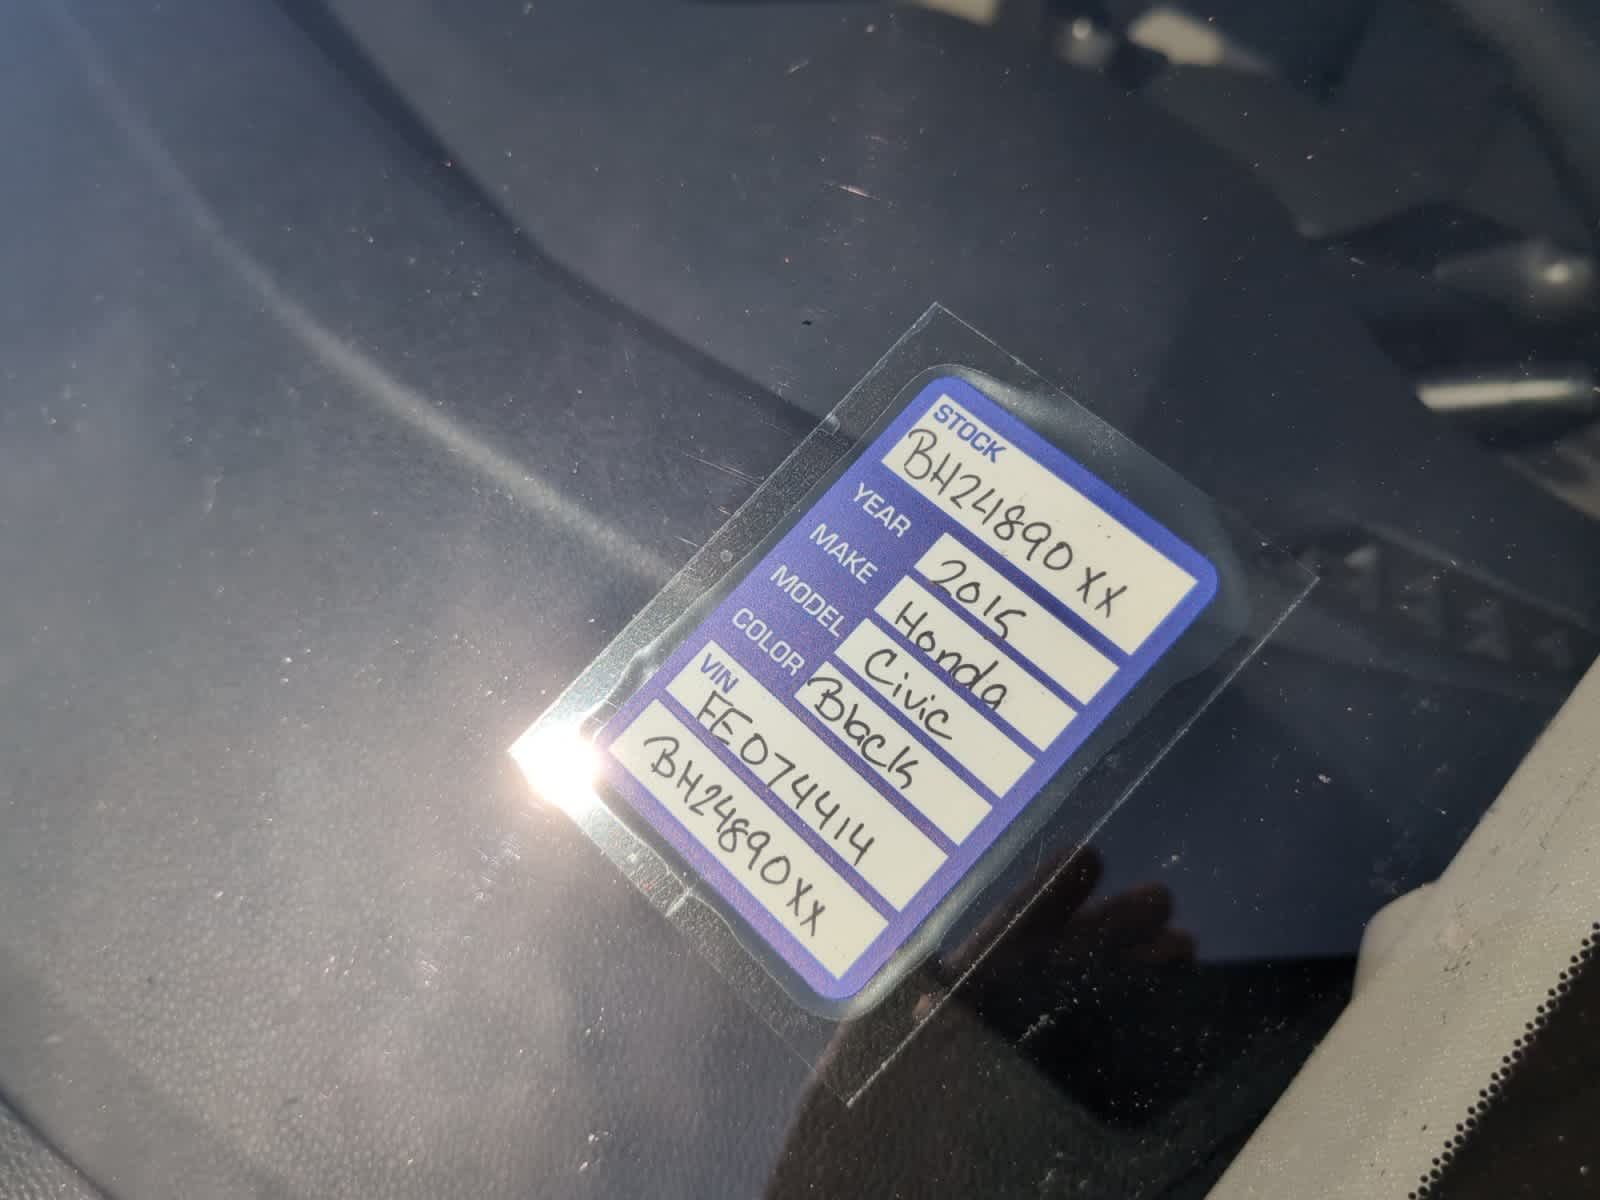 STOCK
BH24890XX
YEAR 2015
MAKE Honda
MODEL Civic
COLOR Black
VIN
FE074414
BH24890XX